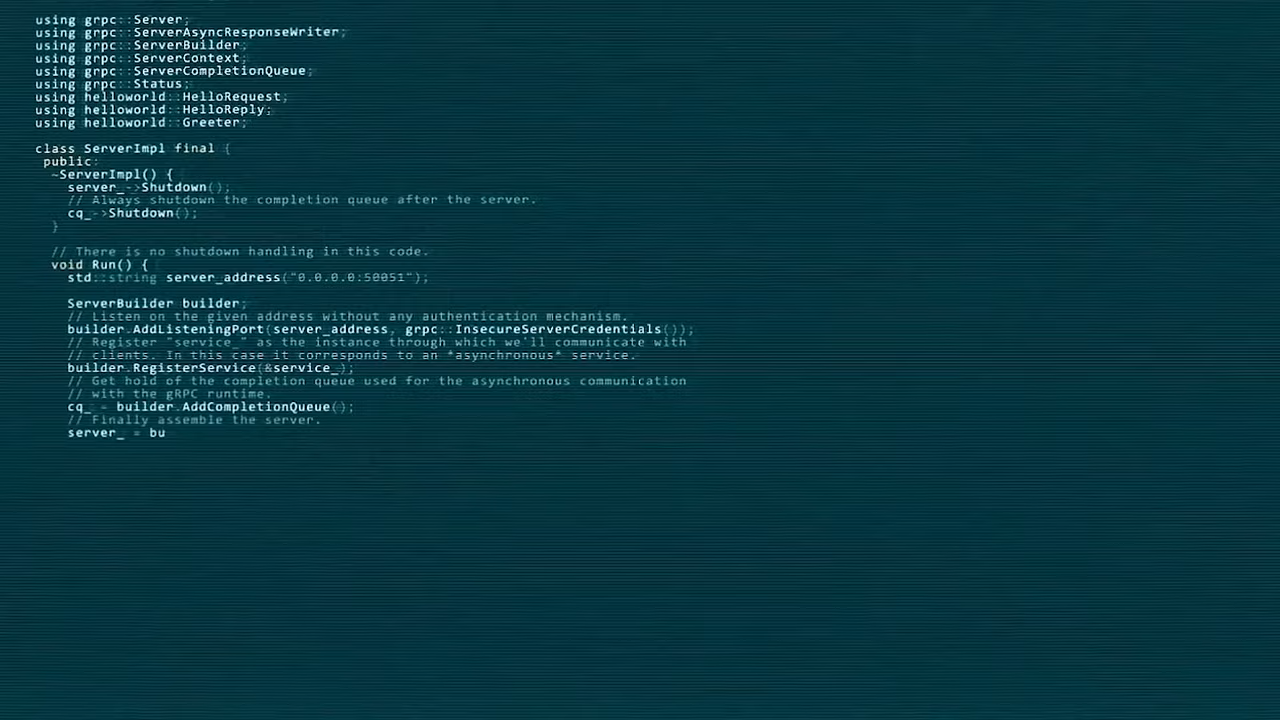 using grpc::Server;
using grpc::ServerAsyncResponseWriter;
using grpc::ServerBuilder;
using grpc::ServerContext;
using grpc::ServerCompletionQueue;
using grpc::Status;
using helloworld::HelloRequest;
using helloworld::HelloReply;
using helloworld::Greeter;
class ServerImpl final {
public:
~ServerImpl() {
server_->Shutdown();
// Always shutdown the completion queue after the server.
cq_->Shutdown();
}
// There is no shutdown handling in this code.
void Run() {
std::string server_address("0.0.0.0:50051");
ServerBuilder builder;
// Listen on the given address without any authentication mechanism.
builder.AddListeningPort(server_address, grpc::InsecureServerCredentials());
// Register "service_" as the instance through which we'll communicate with
// clients. In this case it corresponds to an *asynchronous* service.
builder.RegisterService(&service_);
// Get hold of the completion queue used for the asynchronous communication
// with the gRPC runtime.
cq_ = builder.AddCompletionQueue();
// Finally assemble the server.
server_ = bu